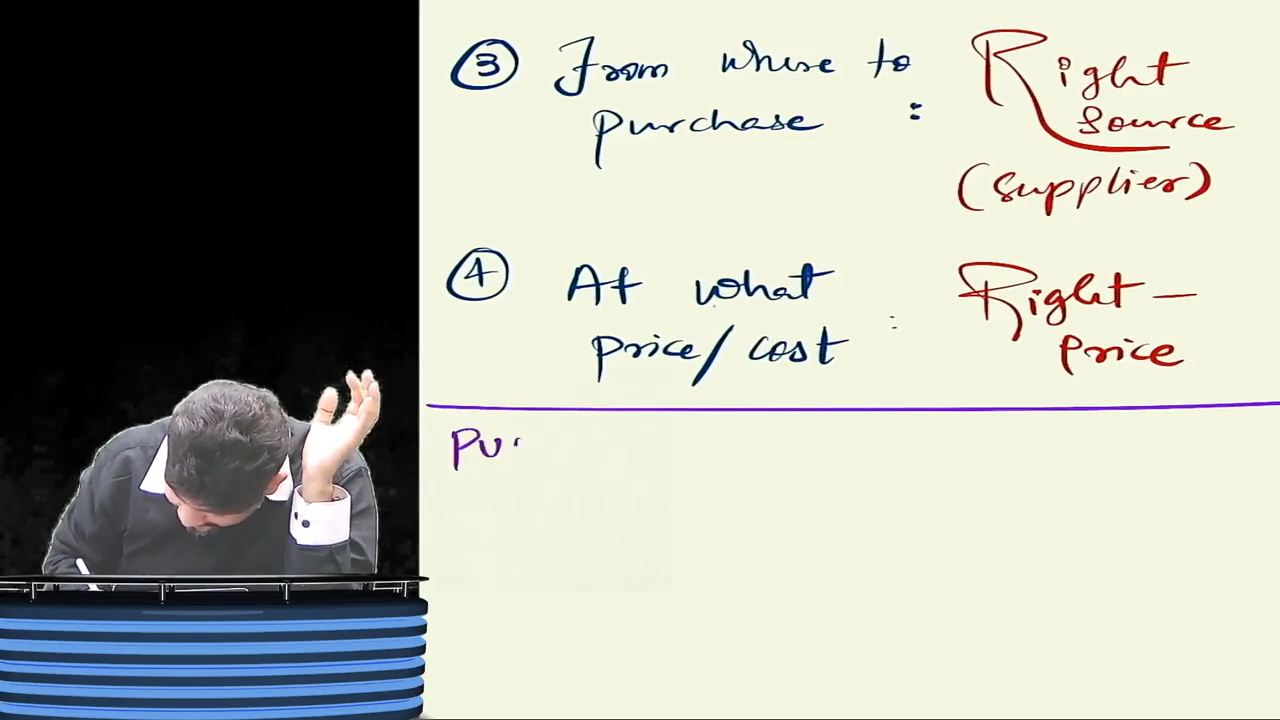 ③ From where to Right
purchase : Source
(Supplier)
④ At what : Right –
price/cost price
Pu